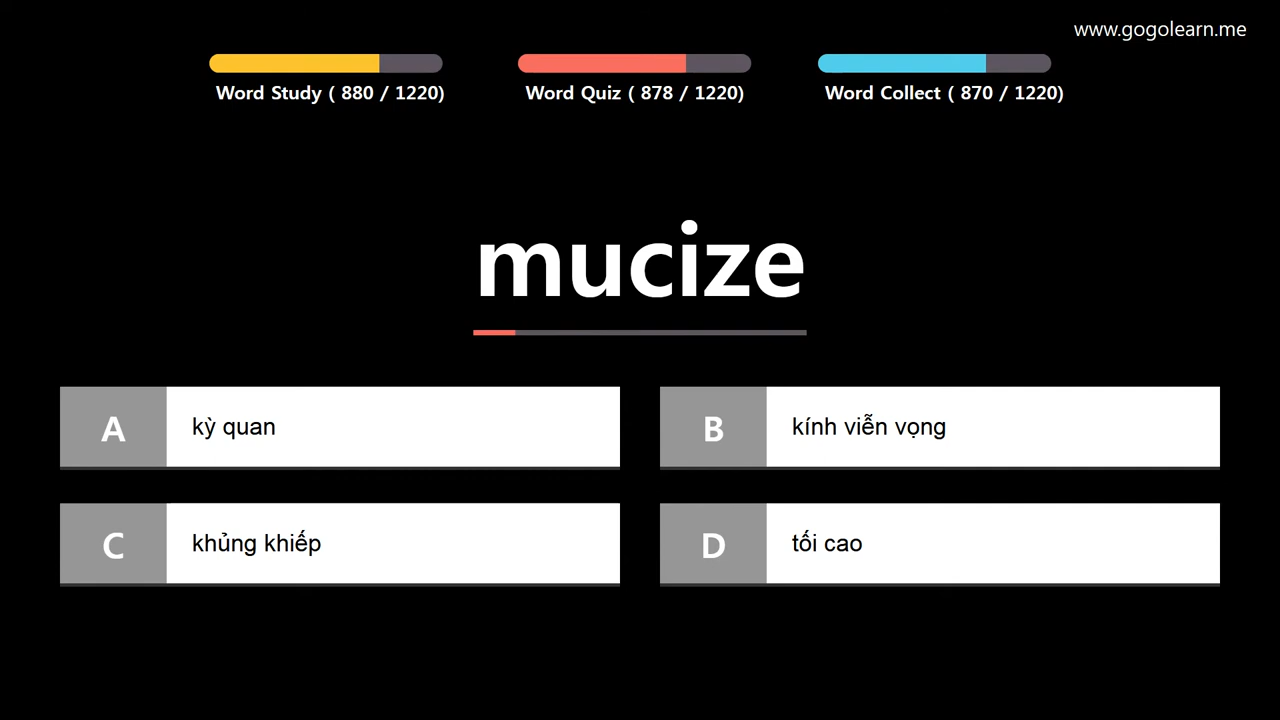 www.gogolearn.me
Word Study ( 880 / 1220)
Word Quiz ( 878 / 1220)
Word Collect ( 870 / 1220)
mucize
A
kỳ quan
B
kính viễn vọng
C
khủng khiếp
D
tối cao